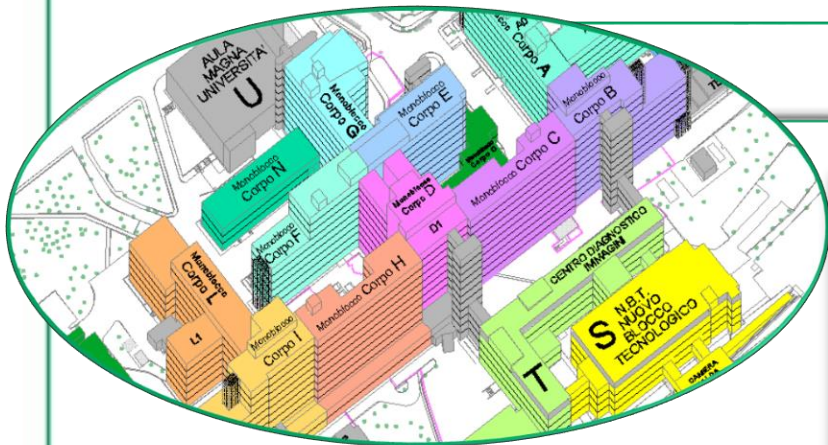 AULA
MAGNA
UNIVERSITA'
U
Monoblocco
Corpo Q
Monoblocco
Corpo E
Corpo A
Monoblocco
Corpo B
Monoblocco
Corpo N
Monoblocco Corpo C
Monoblocco
Corpo D
D1
Monoblocco
Corpo F
Monoblocco
Corpo L
L1
Monoblocco Corpo H
Monoblocco
Corpo I
CENTRO DIAGNOSTICO
IMMAGINI
T
S
N.B.T.
NUOVO
BLOCCO
TECNOLOGICO